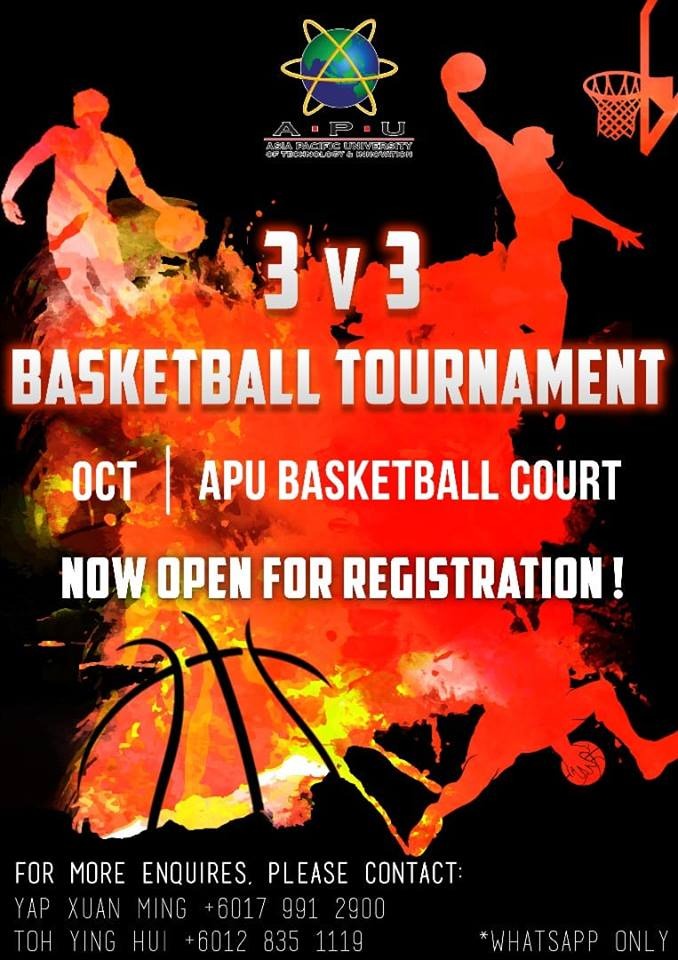 A·P·U
ASIA PACIFIC UNIVERSITY
OF TECHNOLOGY & INNOVATION
3 v 3
BASKETBALL TOURNAMENT
OCT | APU BASKETBALL COURT
NOW OPEN FOR REGISTRATION!
FOR MORE ENQUIRES, PLEASE CONTACT:
YAP XUAN MING +6017 991 2900
TOH YING HUI +6012 835 1119 *WHATSAPP ONLY